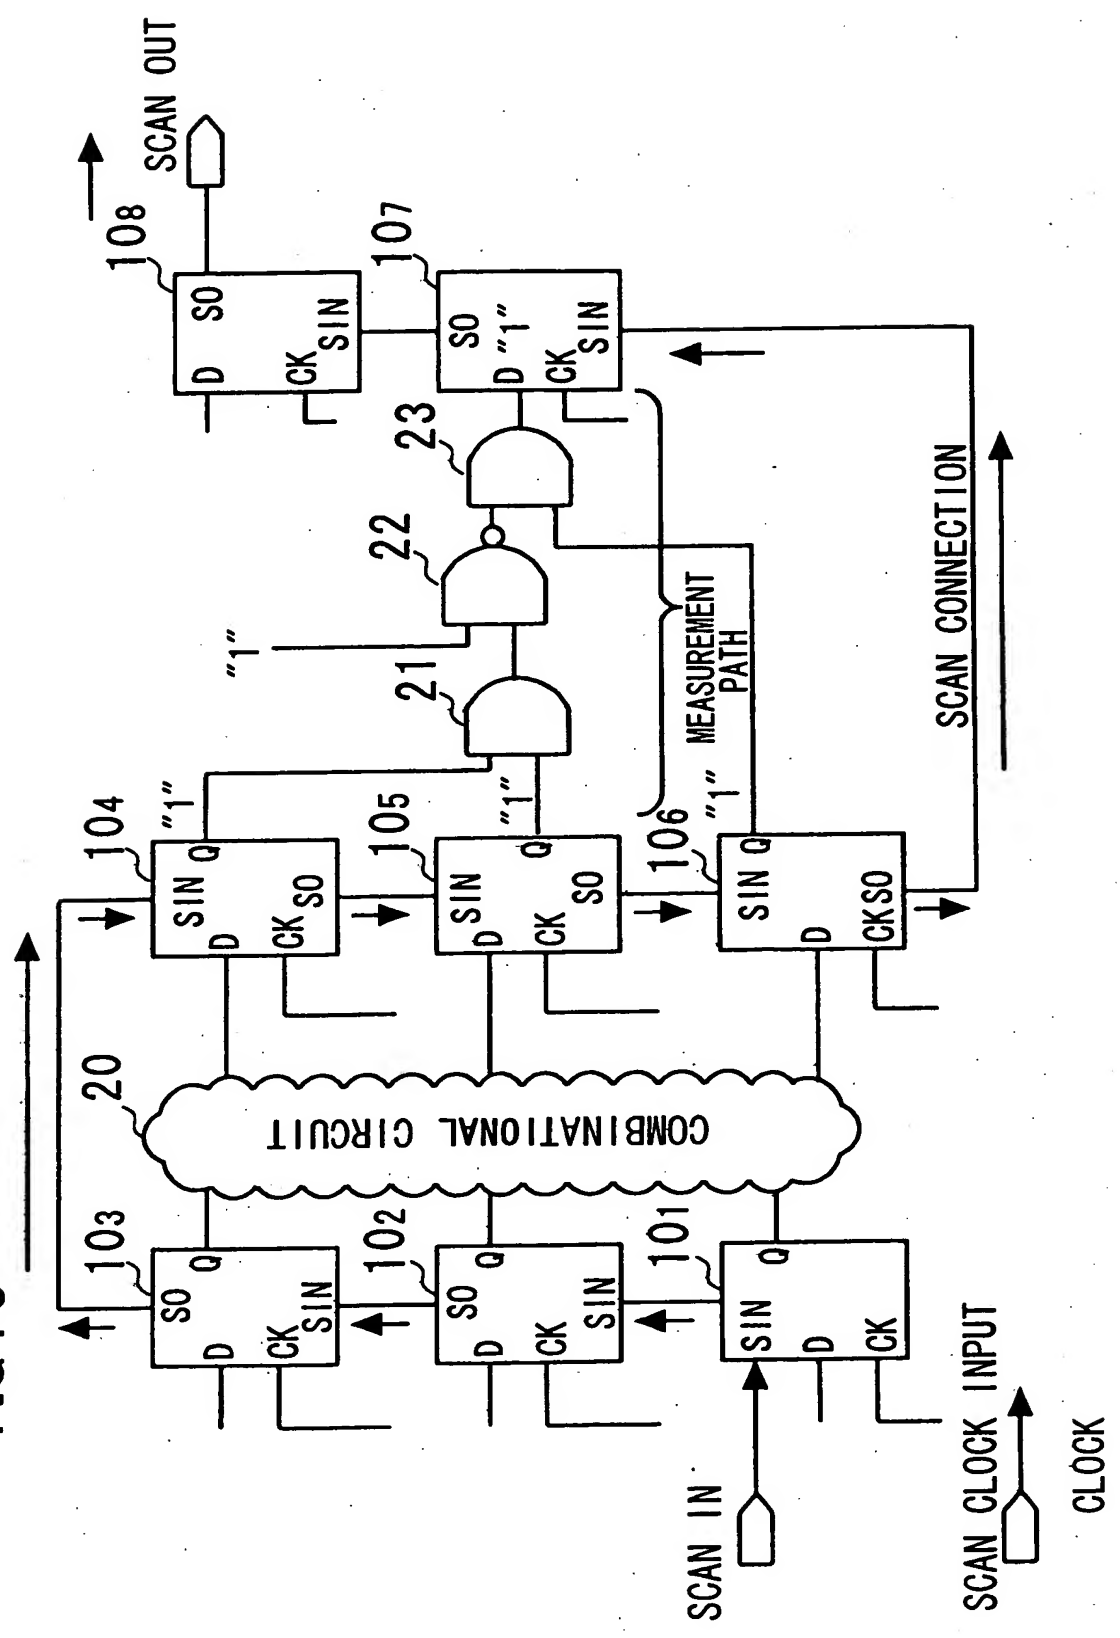 SCAN OUT
108
D
SO
CK
SIN
107
SO
D
"1"
CK
SIN
23
22
"1"
21
MEASUREMENT
PATH
SCAN CONNECTION
104
"1"
SIN
Q
D
CK
SO
105
"1"
SIN
Q
D
CK
SO
106
"1"
SIN
Q
D
CK
SO
20
COMBINATIONAL CIRCUIT
103
SO
Q
D
CK
SIN
102
SO
Q
D
CK
SIN
101
SIN
Q
D
CK
SCAN IN
SCAN CLOCK INPUT
CLOCK